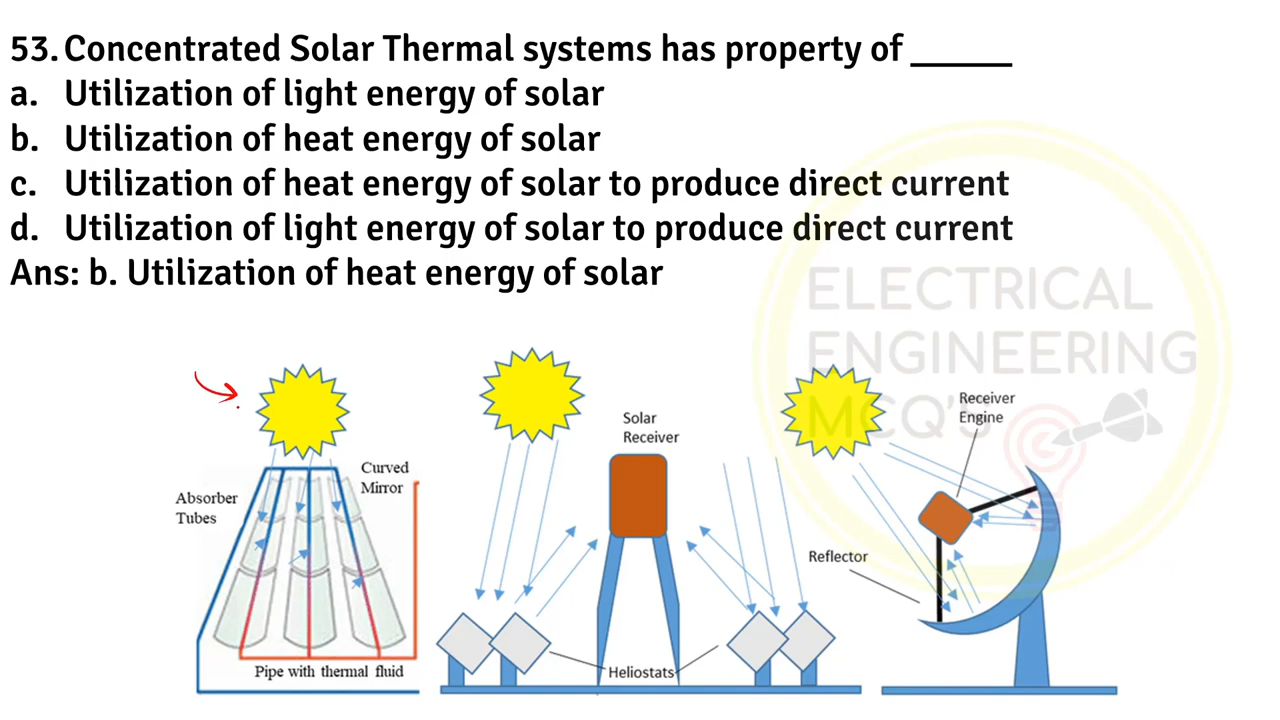 53. Concentrated Solar Thermal systems has property of ______
a. Utilization of light energy of solar
b. Utilization of heat energy of solar
c. Utilization of heat energy of solar to produce direct current
d. Utilization of light energy of solar to produce direct current
Ans: b. Utilization of heat energy of solar
ELECTRICAL
ENGINEERING
MCQ'S
Absorber
Tubes
Curved
Mirror
Pipe with thermal fluid
Solar
Receiver
Heliostats
Receiver
Engine
Reflector